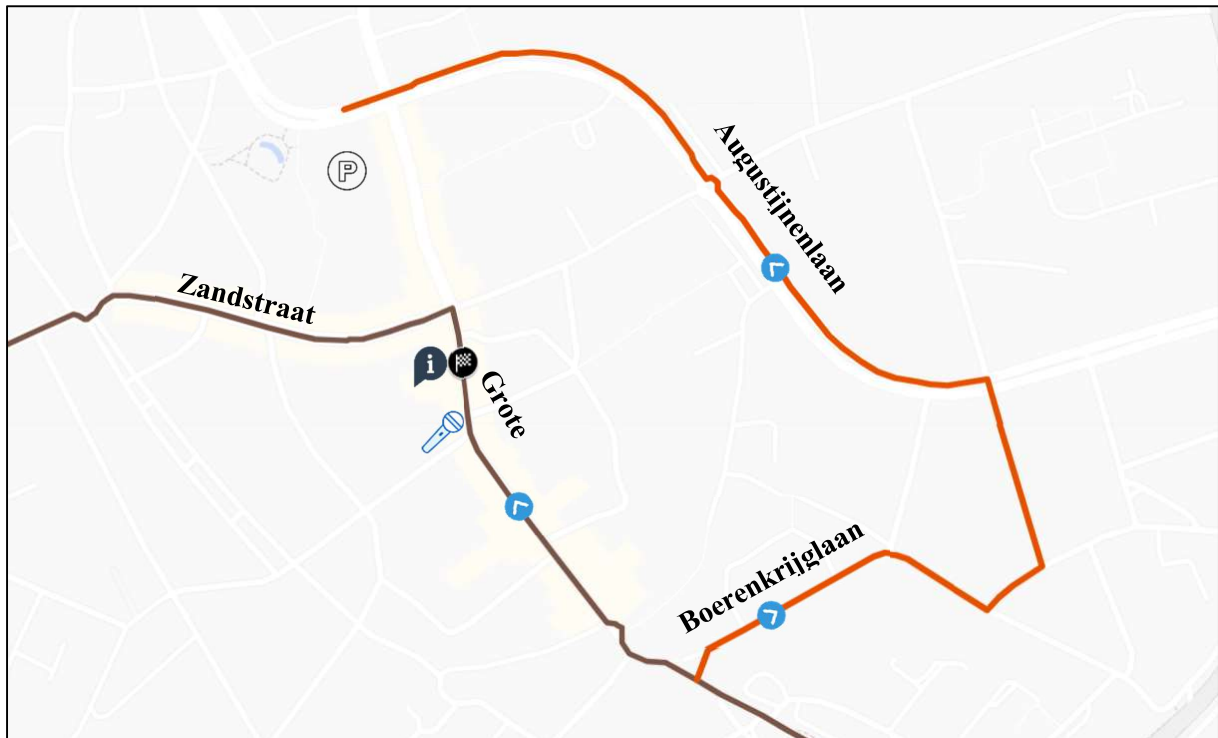 P
Augustijnenlaan
Zandstraat
i
Grote
Boerenkrijglaan